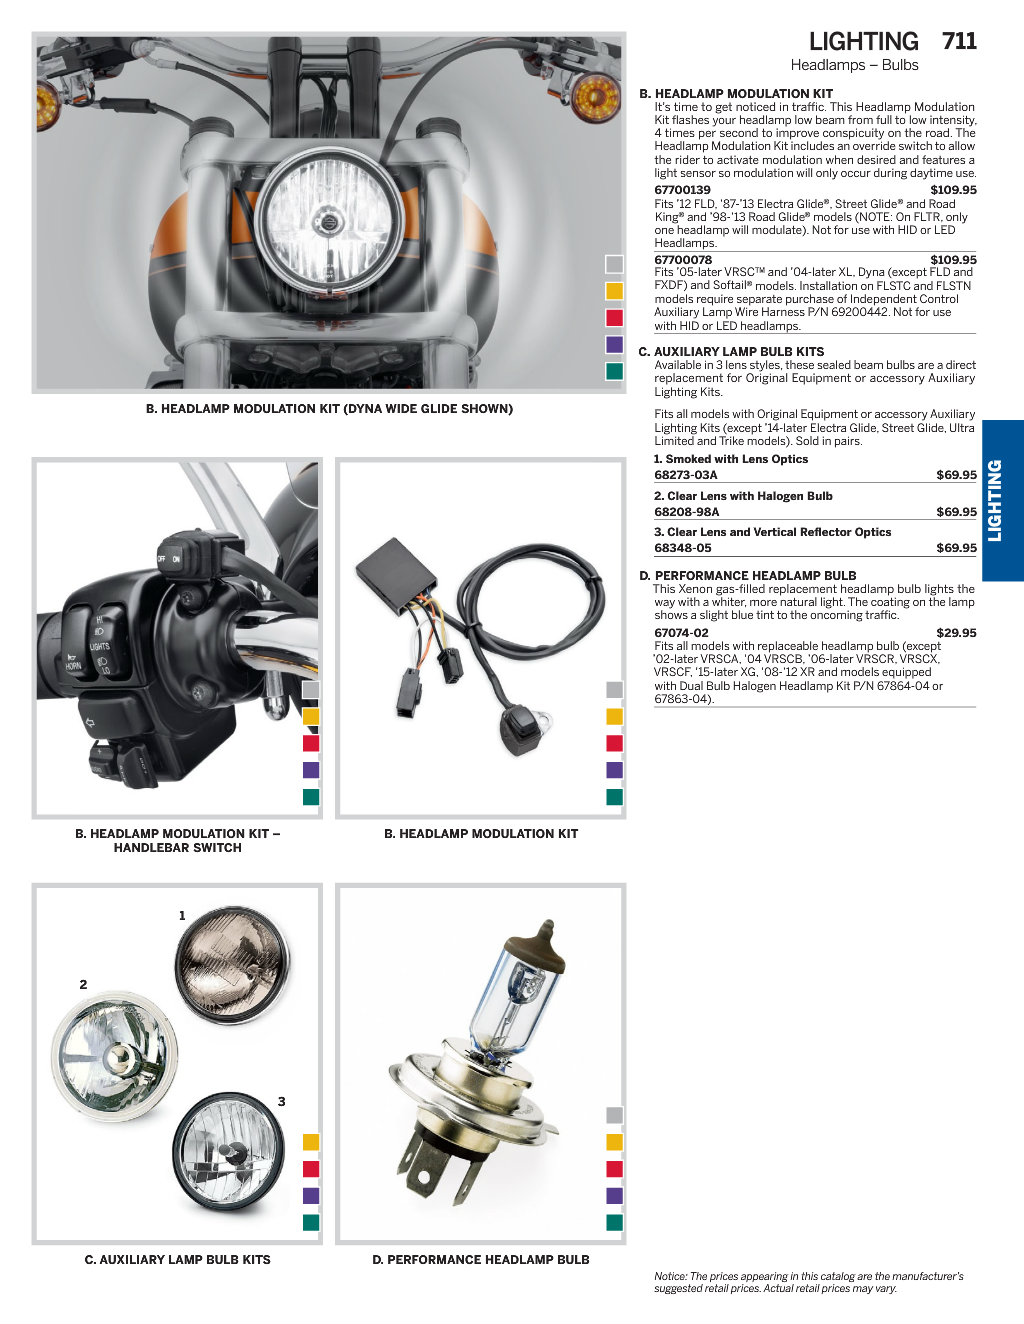 LIGHTING 711
Headlamps – Bulbs
B. HEADLAMP MODULATION KIT
It's time to get noticed in traffic. This Headlamp Modulation
Kit flashes your headlamp low beam from full to low intensity,
4 times per second to improve conspicuity on the road. The
Headlamp Modulation Kit includes an override switch to allow
the rider to activate modulation when desired and features a
light sensor so modulation will only occur during daytime use.
67700139 $109.95
Fits '12 FLD, '87-'13 Electra Glide®, Street Glide® and Road
King® and '98-'13 Road Glide® models (NOTE: On FLTR, only
one headlamp will modulate). Not for use with HID or LED
Headlamps.
67700078 $109.95
Fits '05-later VRSC™ and '04-later XL, Dyna (except FLD and
FXDF) and Softail® models. Installation on FLSTC and FLSTN
models require separate purchase of Independent Control
Auxiliary Lamp Wire Harness P/N 69200442. Not for use
with HID or LED headlamps.
C. AUXILIARY LAMP BULB KITS
Available in 3 lens styles, these sealed beam bulbs are a direct
replacement for Original Equipment or accessory Auxiliary
Lighting Kits.
Fits all models with Original Equipment or accessory Auxiliary
Lighting Kits (except '14-later Electra Glide, Street Glide, Ultra
Limited and Trike models). Sold in pairs.
1. Smoked with Lens Optics
68273-03A $69.95
2. Clear Lens with Halogen Bulb
68208-98A $69.95
3. Clear Lens and Vertical Reflector Optics
68348-05 $69.95
D. PERFORMANCE HEADLAMP BULB
This Xenon gas-filled replacement headlamp bulb lights the
way with a whiter, more natural light. The coating on the lamp
shows a slight blue tint to the oncoming traffic.
67074-02 $29.95
Fits all models with replaceable headlamp bulb (except
'02-later VRSCA, '04 VRSCB, '06-later VRSCR, VRSCX,
VRSCF, '15-later XG, '08-'12 XR and models equipped
with Dual Bulb Halogen Headlamp Kit P/N 67864-04 or
67863-04).
LIGHTING
B. HEADLAMP MODULATION KIT (DYNA WIDE GLIDE SHOWN)
OFF ON
HI
LIGHTS
LO
HORN
B. HEADLAMP MODULATION KIT –
HANDLEBAR SWITCH
B. HEADLAMP MODULATION KIT
1
2
3
C. AUXILIARY LAMP BULB KITS
D. PERFORMANCE HEADLAMP BULB
Notice: The prices appearing in this catalog are the manufacturer's
suggested retail prices. Actual retail prices may vary.